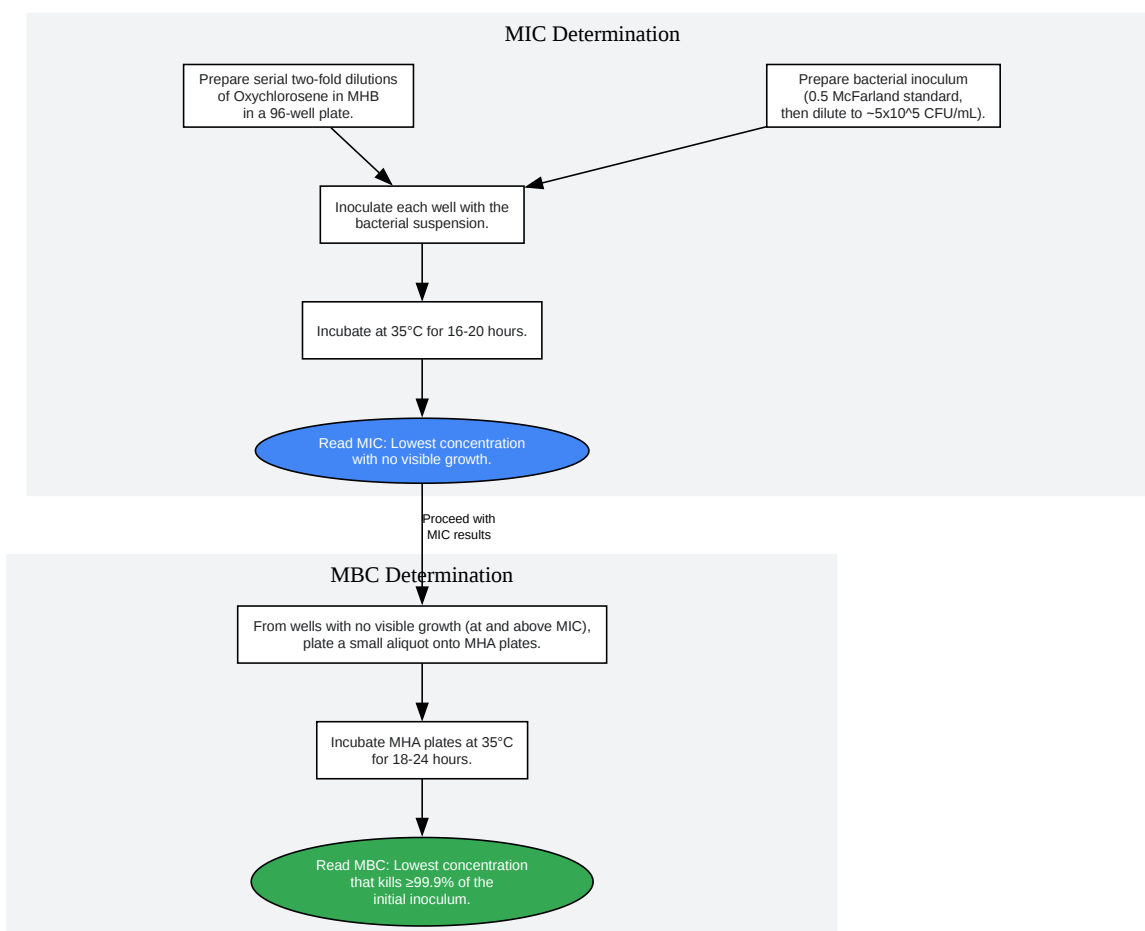 MIC Determination
Prepare serial two-fold dilutions
of Oxychlorosene in MHB
in a 96-well plate.
Prepare bacterial inoculum
(0.5 McFarland standard,
then dilute to ~5x10^5 CFU/mL).
Inoculate each well with the
bacterial suspension.
Incubate at 35°C for 16-20 hours.
Read MIC: Lowest concentration
with no visible growth.
Proceed with
MIC results
MBC Determination
From wells with no visible growth (at and above MIC),
plate a small aliquot onto MHA plates.
Incubate MHA plates at 35°C
for 18-24 hours.
Read MBC: Lowest concentration
that kills ≥99.9% of the
initial inoculum.